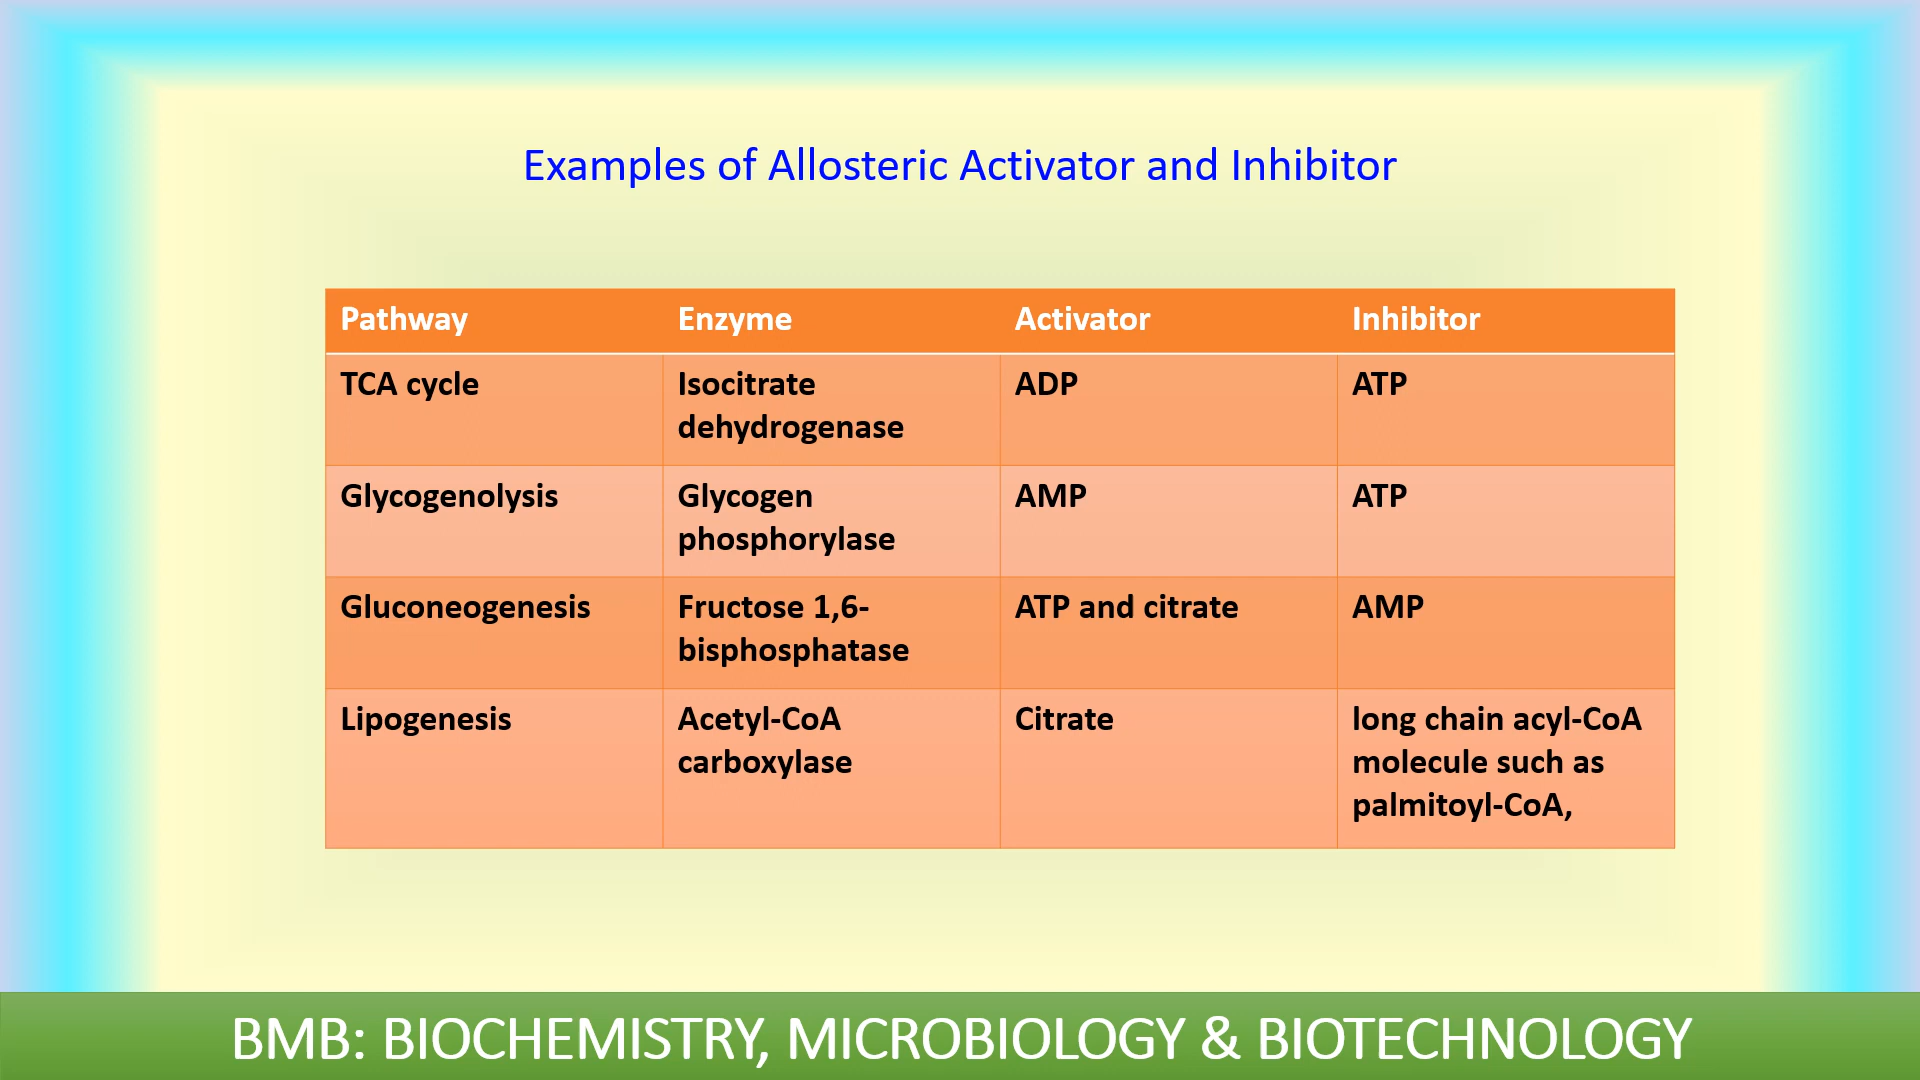 Examples of Allosteric Activator and Inhibitor
Pathway Enzyme Activator Inhibitor
TCA cycle Isocitrate ADP ATP
dehydrogenase
Glycogenolysis Glycogen AMP ATP
phosphorylase
Gluconeogenesis Fructose 1,6- ATP and citrate AMP
bisphosphatase
Lipogenesis Acetyl-CoA Citrate long chain acyl-CoA
carboxylase molecule such as
palmitoyl-CoA,
BMB: BIOCHEMISTRY, MICROBIOLOGY & BIOTECHNOLOGY